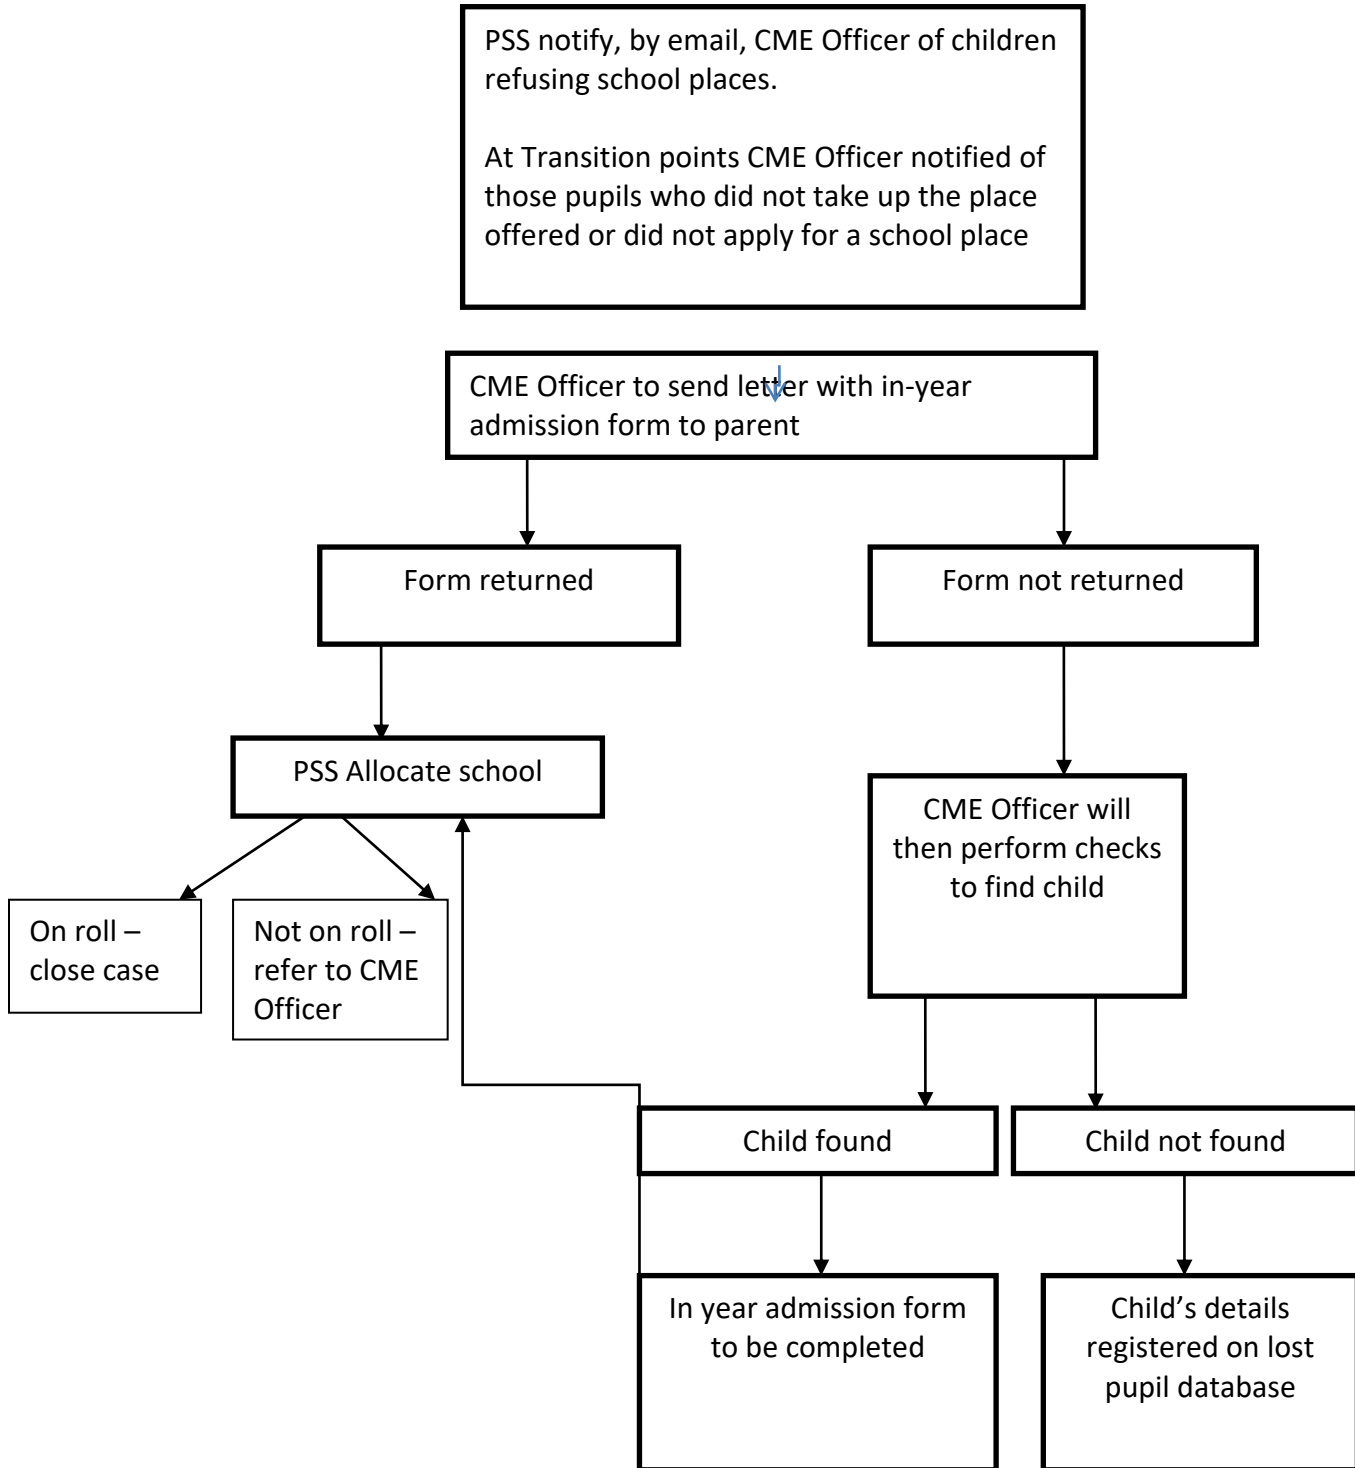 PSS notify, by email, CME Officer of children
refusing school places.
At Transition points CME Officer notified of
those pupils who did not take up the place
offered or did not apply for a school place
CME Officer to send letter with in-year
admission form to parent
Form returned
Form not returned
PSS Allocate school
CME Officer will
then perform checks
to find child
On roll –
close case
Not on roll –
refer to CME
Officer
Child found
Child not found
In year admission form
to be completed
Child’s details
registered on lost
pupil database